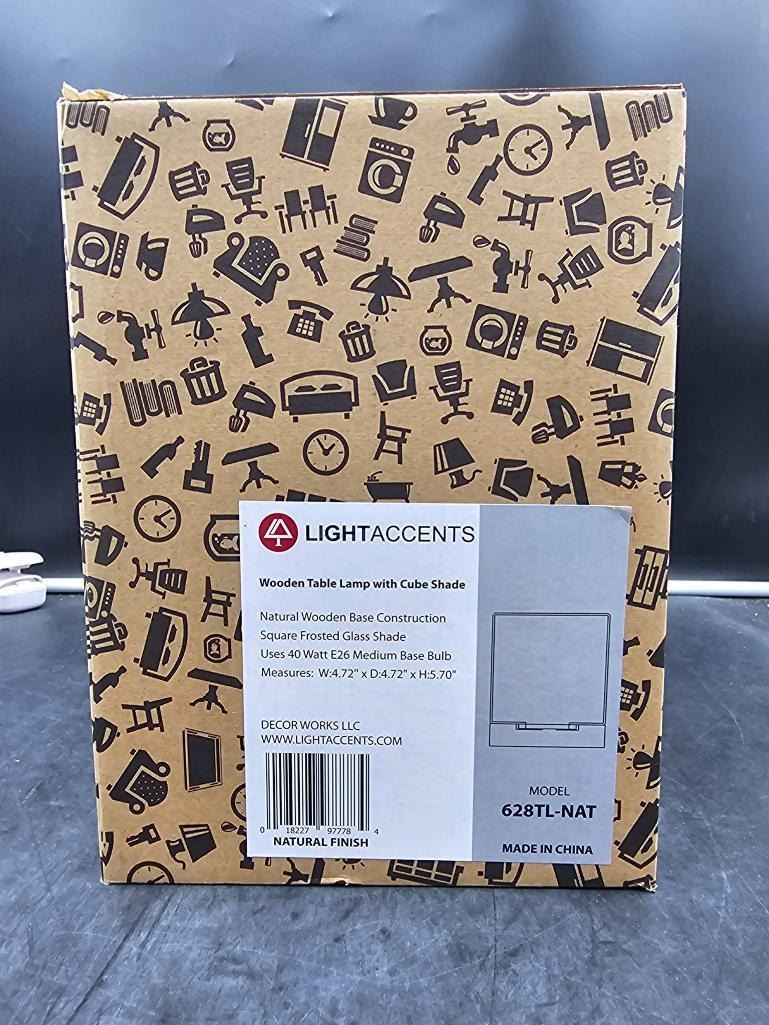 LIGHTACCENTS
Wooden Table Lamp with Cube Shade
Natural Wooden Base Construction
Square Frosted Glass Shade
Uses 40 Watt E26 Medium Base Bulb
Measures: W:4.72" x D:4.72" x H:5.70"
DECOR WORKS LLC
WWW.LIGHTACCENTS.COM
0 18227 97778 4
NATURAL FINISH
MODEL
628TL-NAT
MADE IN CHINA